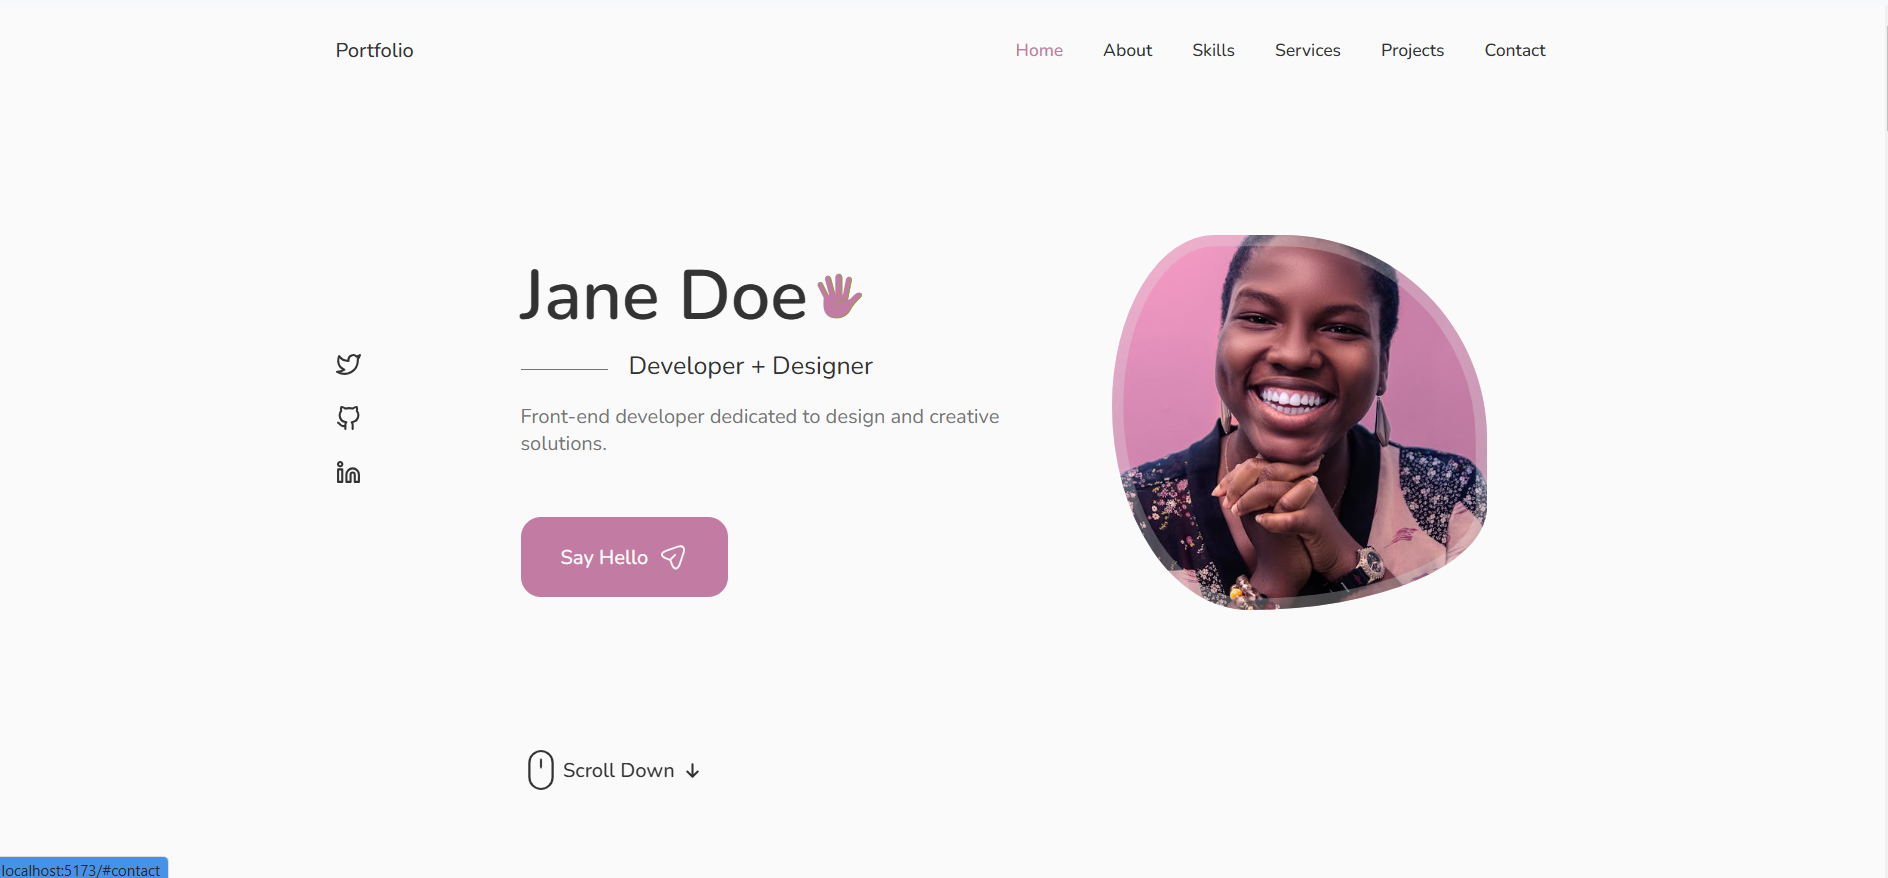 Portfolio
Home About Skills Services Projects Contact
Jane Doe
Developer + Designer
Front-end developer dedicated to design and creative
solutions.
in
Say Hello
Scroll Down
localhost:5173/#contact